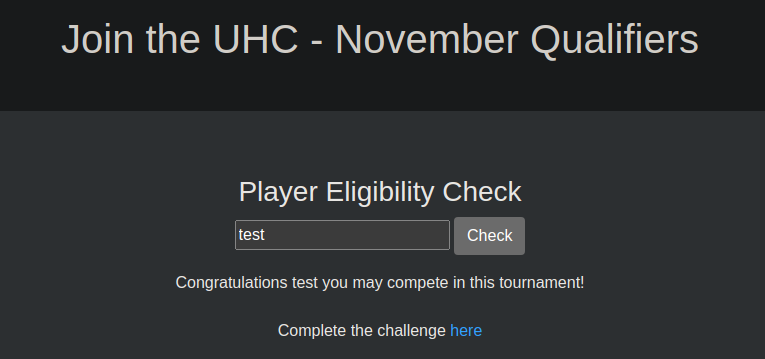 Join the UHC - November Qualifiers
Player Eligibility Check
test Check
Congratulations test you may compete in this tournament!
Complete the challenge here